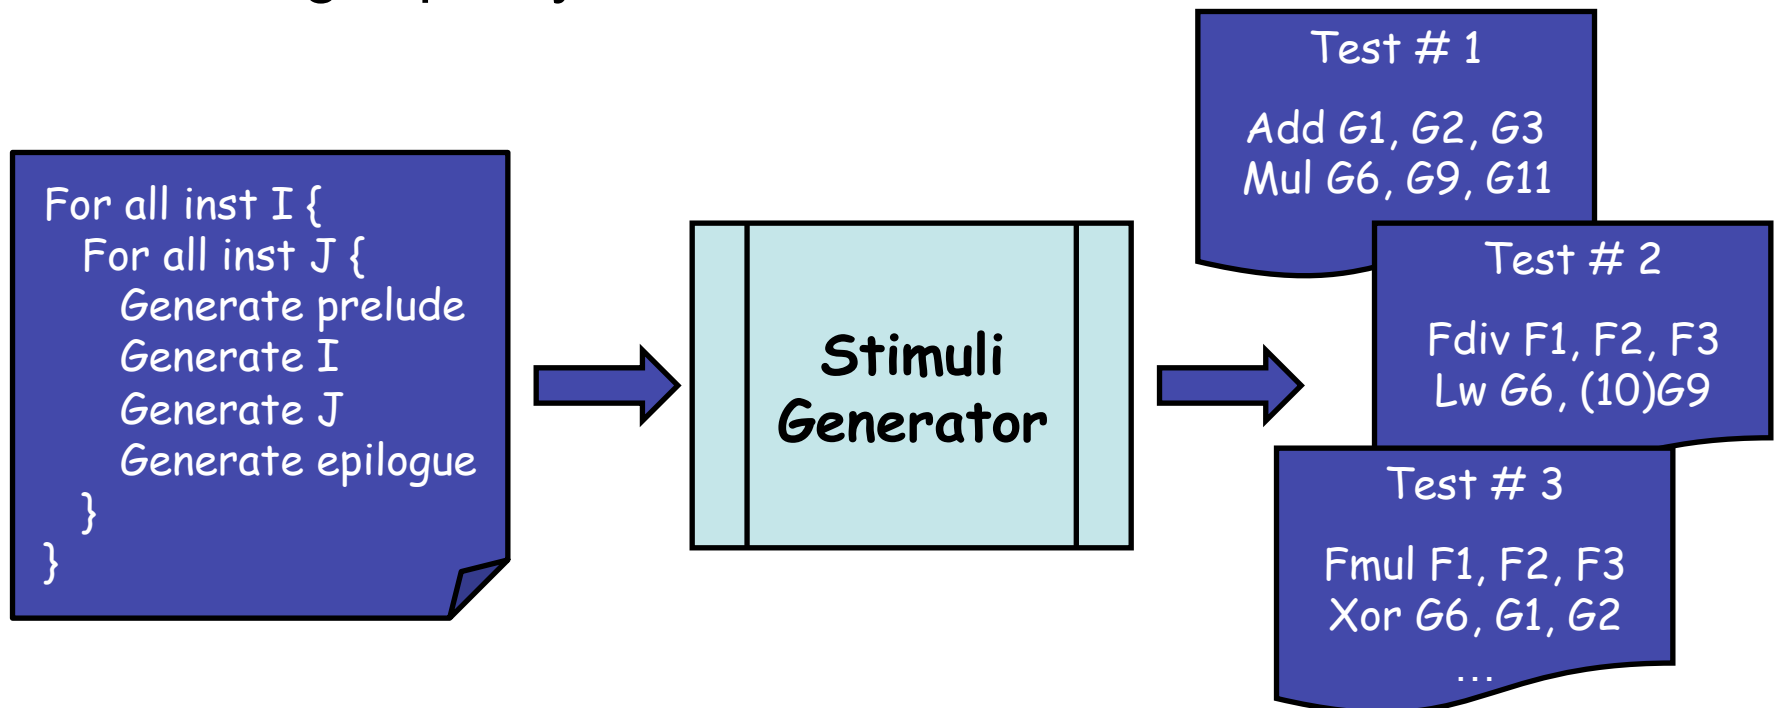 For all inst I {
For all inst J {
Generate prelude
Generate I
Generate J
Generate epilogue
}
}
Stimuli
Generator
Test # 1
Add G1, G2, G3
Mul G6, G9, G11
Test # 2
Fdiv F1, F2, F3
Lw G6, (10)G9
Test # 3
Fmul F1, F2, F3
Xor G6, G1, G2
...